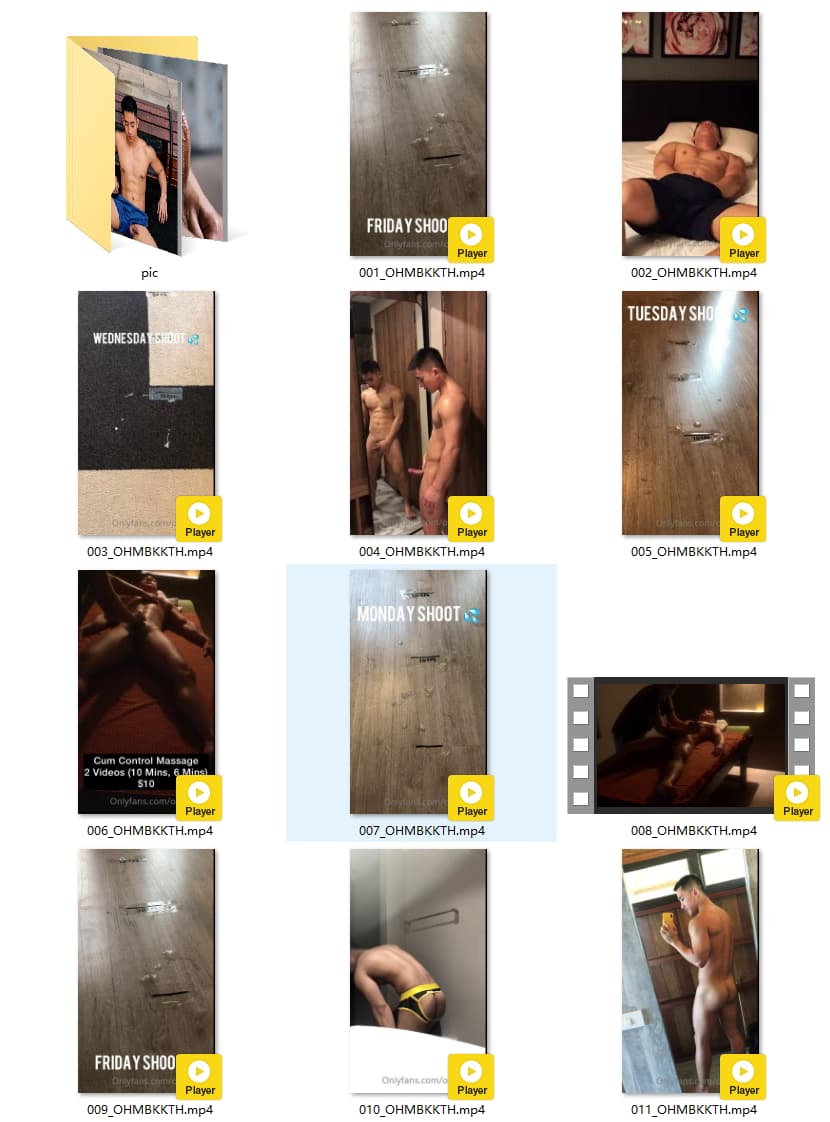 FRIDAY SHOO
Onlyfans.com/o
Player
Onlyfans.com/o
Player
pic
001_OHMBKKTH.mp4
002_OHMBKKTH.mp4
WEDNESDAY SHOOT 💦
TUESDAY SHOOT 💦
Onlyfans.com/o
Player
Player
Onlyfans.com/o
Player
003_OHMBKKTH.mp4
004_OHMBKKTH.mp4
005_OHMBKKTH.mp4
MONDAY SHOOT 💦
Cum Control Massage
2 Videos (10 Mins, 6 Mins)
$10
Onlyfans.com/o
Player
Player
Player
006_OHMBKKTH.mp4
007_OHMBKKTH.mp4
008_OHMBKKTH.mp4
FRIDAY SHOO
Onlyfans.com/o
Player
Onlyfans.com/o
Player
Player
009_OHMBKKTH.mp4
010_OHMBKKTH.mp4
011_OHMBKKTH.mp4